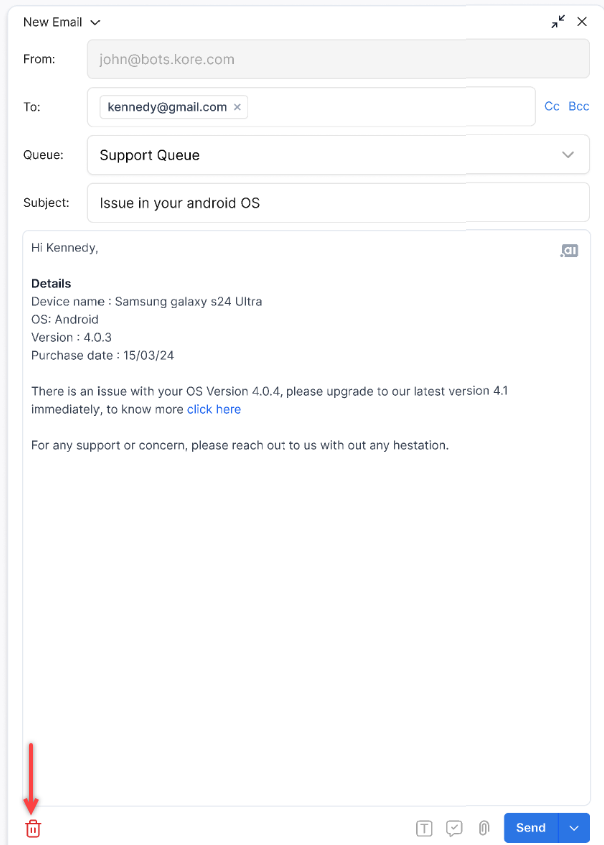 New Email
From:
john@bots.kore.com
To:
kennedy@gmail.com ×
Cc Bcc
Queue:
Support Queue
Subject:
Issue in your android OS
Hi Kennedy,
.ai
Details
Device name : Samsung galaxy s24 Ultra
OS: Android
Version : 4.0.3
Purchase date : 15/03/24
There is an issue with your OS Version 4.0.4, please upgrade to our latest version 4.1
immediately, to know more click here
For any support or concern, please reach out to us with out any hestation.
T
Send